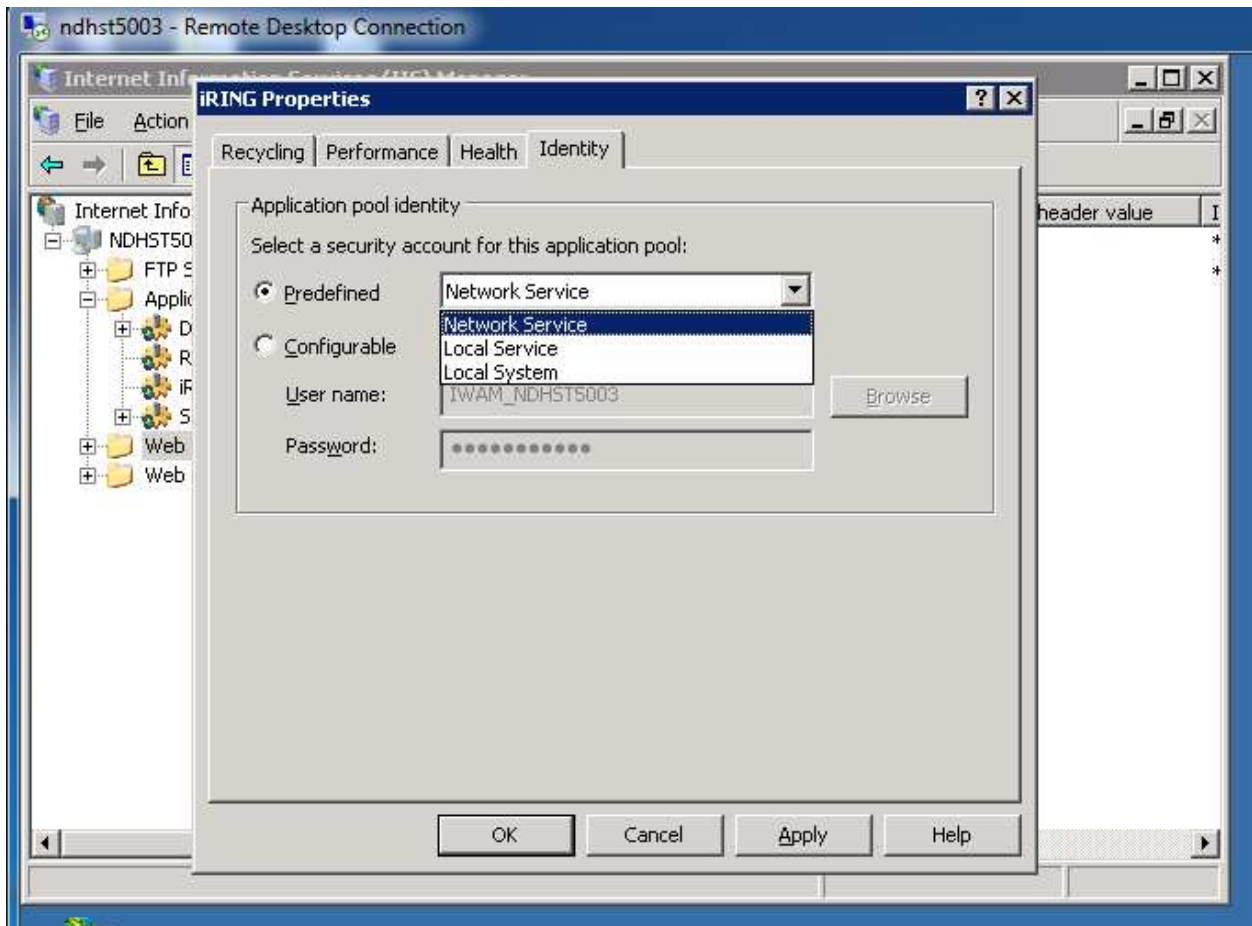 ndhst5003 - Remote Desktop Connection
iRING Properties
File Action
Recycling Performance Health Identity
Internet Info
Application pool identity
header value I
NDHST50
Select a security account for this application pool:
*
FTP S
*
Applic
Predefined Network Service
D
Network Service
R
Configurable Local Service
Local System
iR
User name: IWAM_NDHST5003 Browse
S
Web
Password: ●●●●●●●●●●●
Web
OK Cancel Apply Help